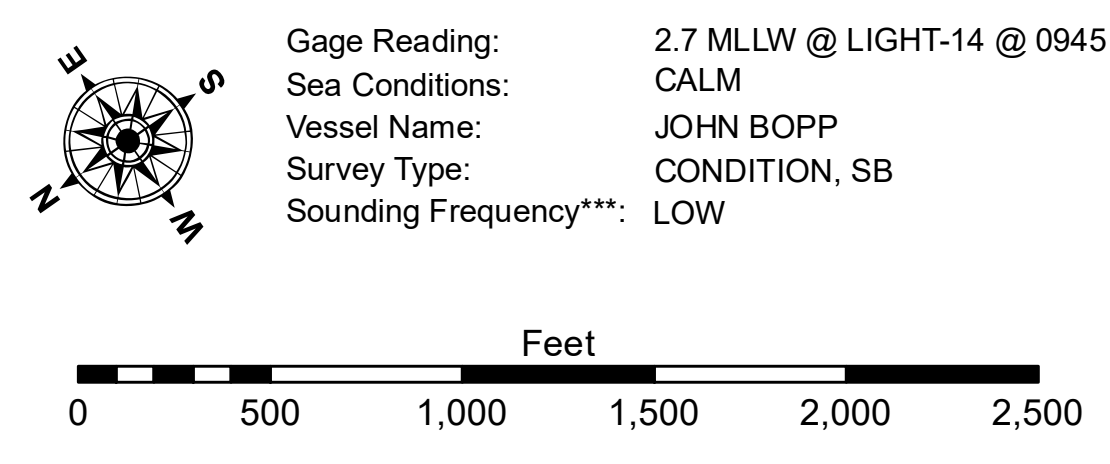 E
S
N
W
Gage Reading: 2.7 MLLW @ LIGHT-14 @ 0945
Sea Conditions: CALM
Vessel Name: JOHN BOPP
Survey Type: CONDITION, SB
Sounding Frequency***: LOW
Feet
0 500 1,000 1,500 2,000 2,500